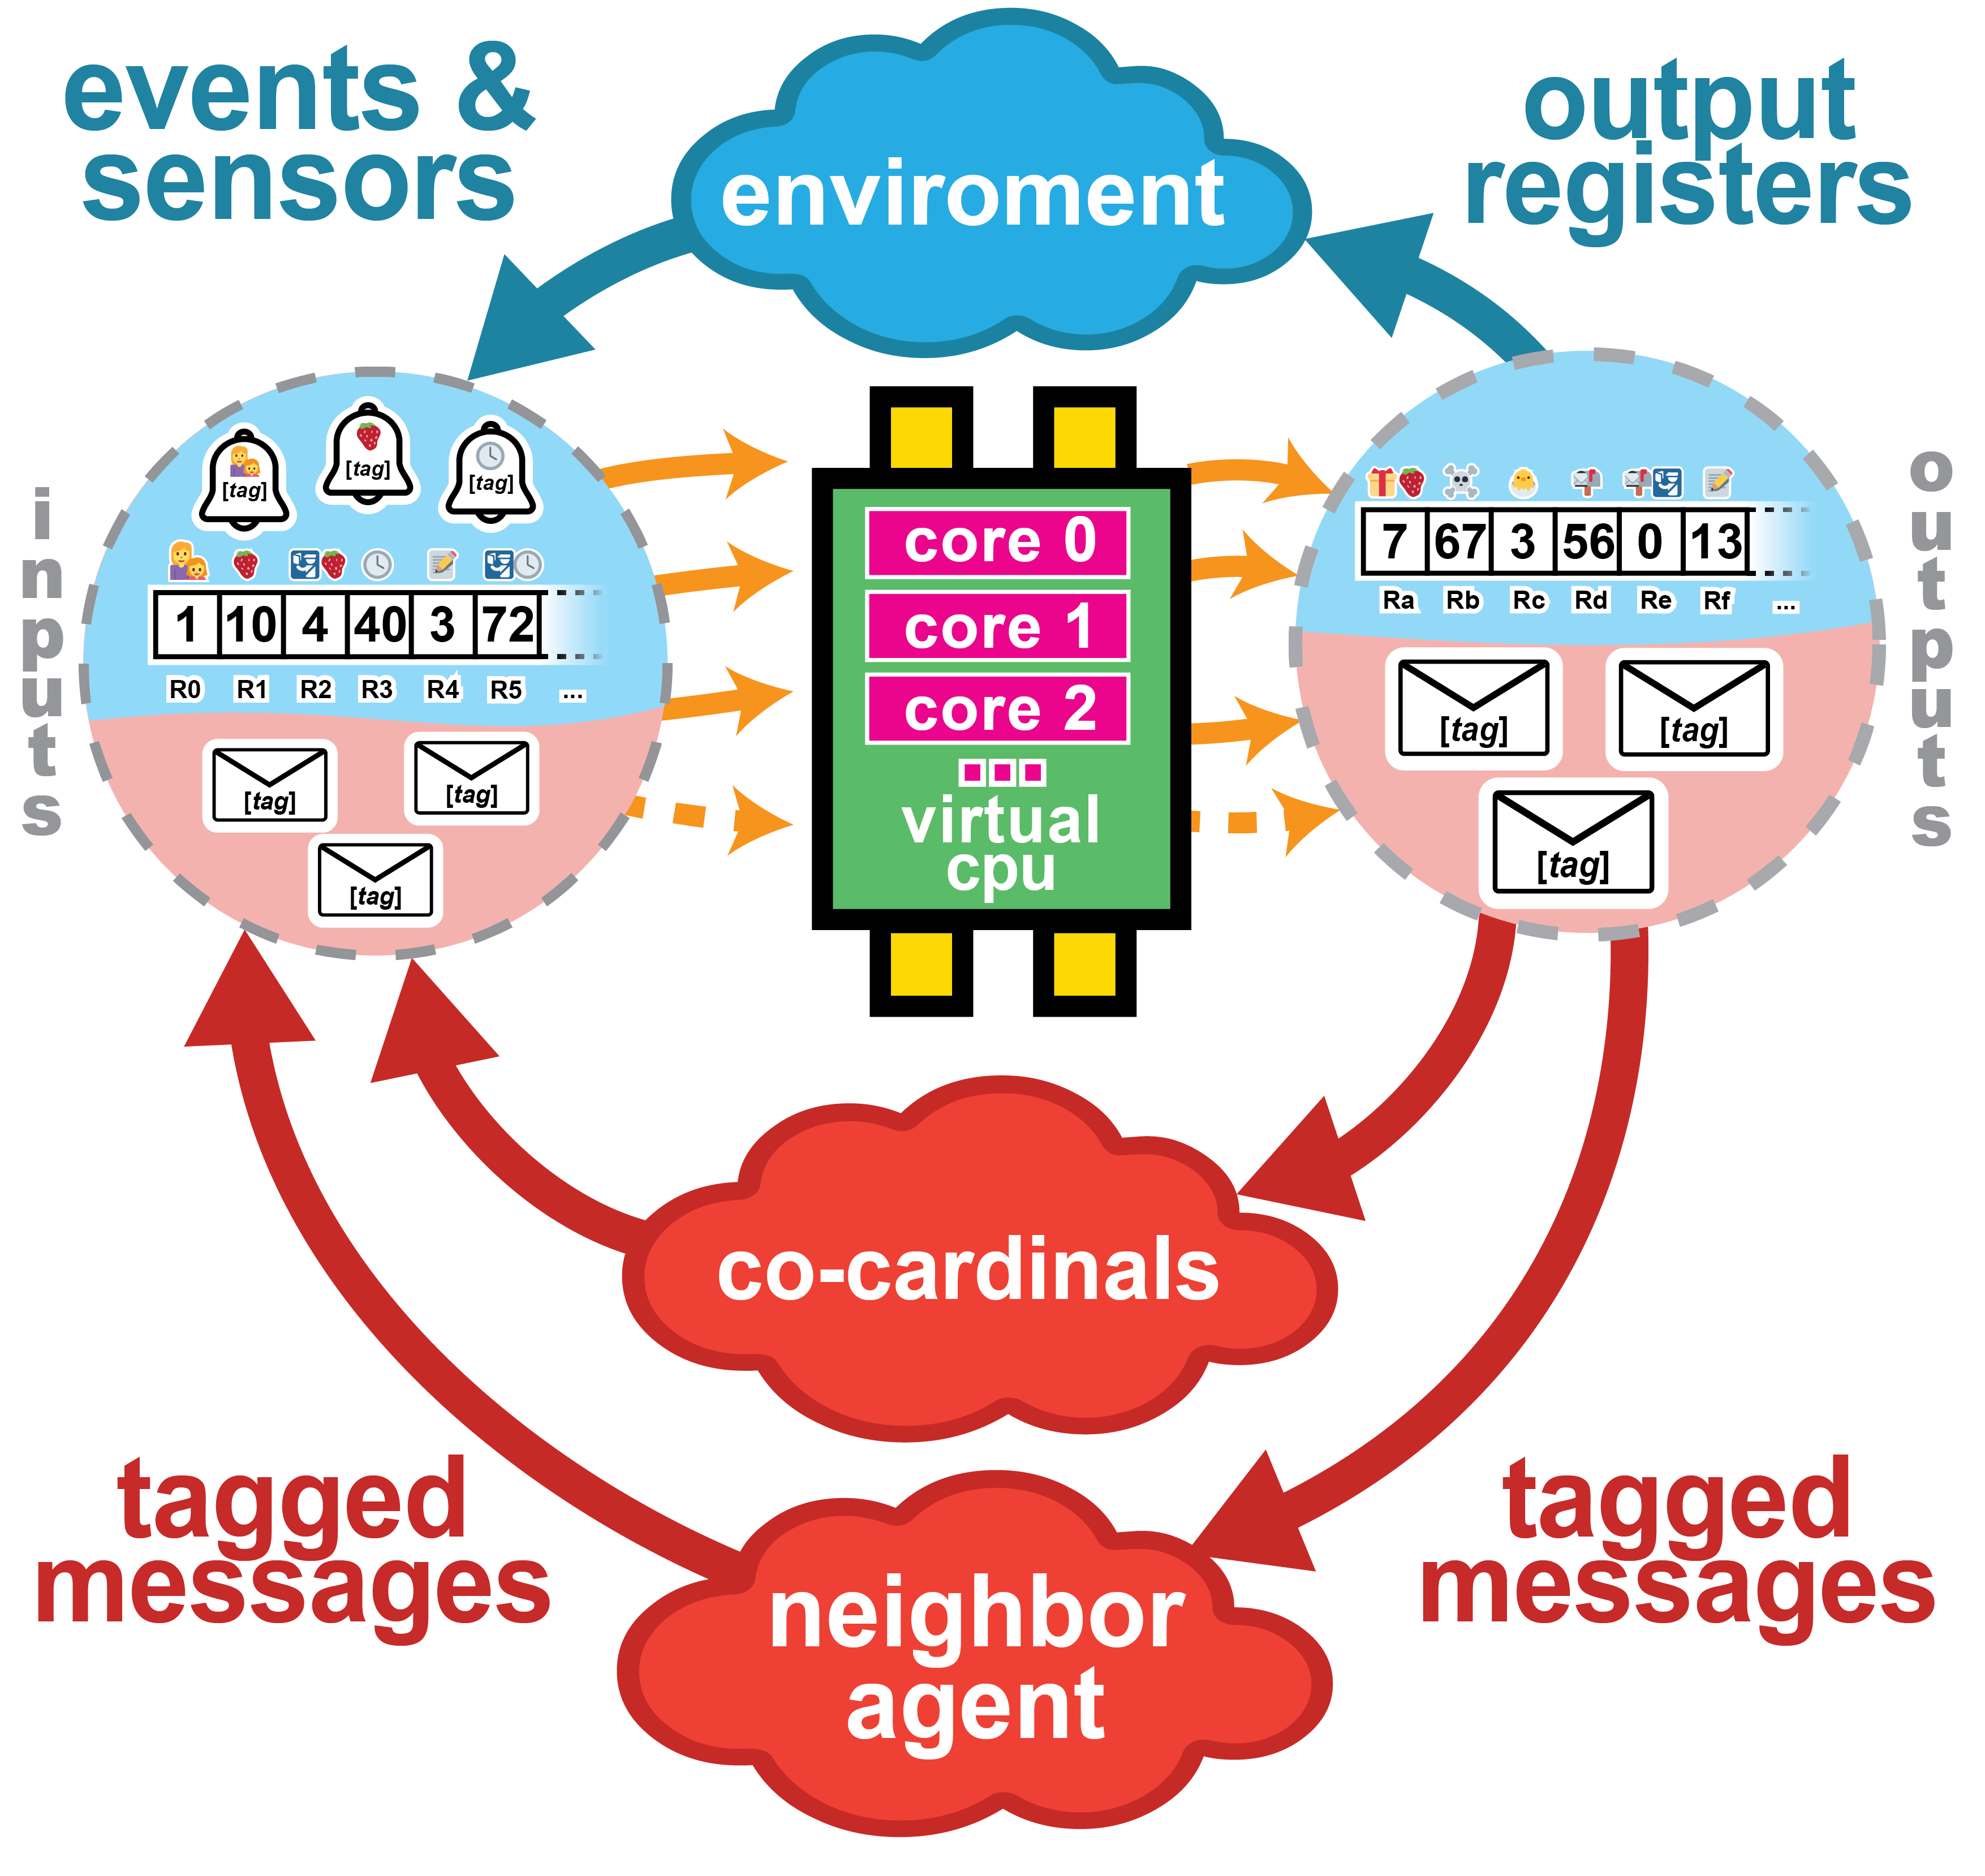 events &
sensors
enviroment
output
registers
inputs
[tag]
[tag]
[tag]
1 10 4 40 3 72
R0 R1 R2 R3 R4 R5 ...
[tag]
[tag]
[tag]
core 0
core 1
core 2
virtual
cpu
7 67 3 56 0 13
Ra Rb Rc Rd Re Rf ...
[tag]
[tag]
[tag]
outputs
co-cardinals
tagged
messages
neighbor
agent
tagged
messages